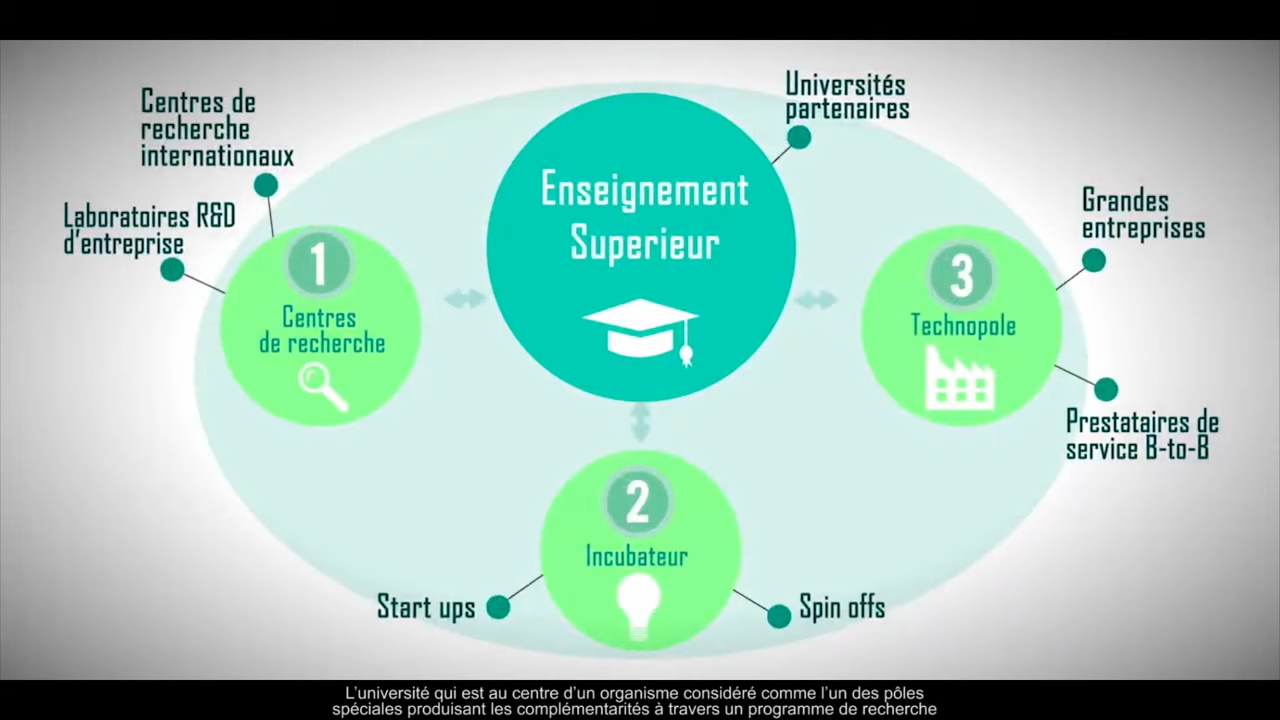 Centres de
recherche
internationaux
Laboratoires R&D
d'entreprise
1
Centres
de recherche
Enseignement
Superieur
Universités
partenaires
Grandes
entreprises
3
Technopole
Prestataires de
service B-to-B
2
Incubateur
Start ups
Spin offs
L'université qui est au centre d'un organisme considéré comme l'un des pôles
spéciales produisant les complémentarités à travers un programme de recherche